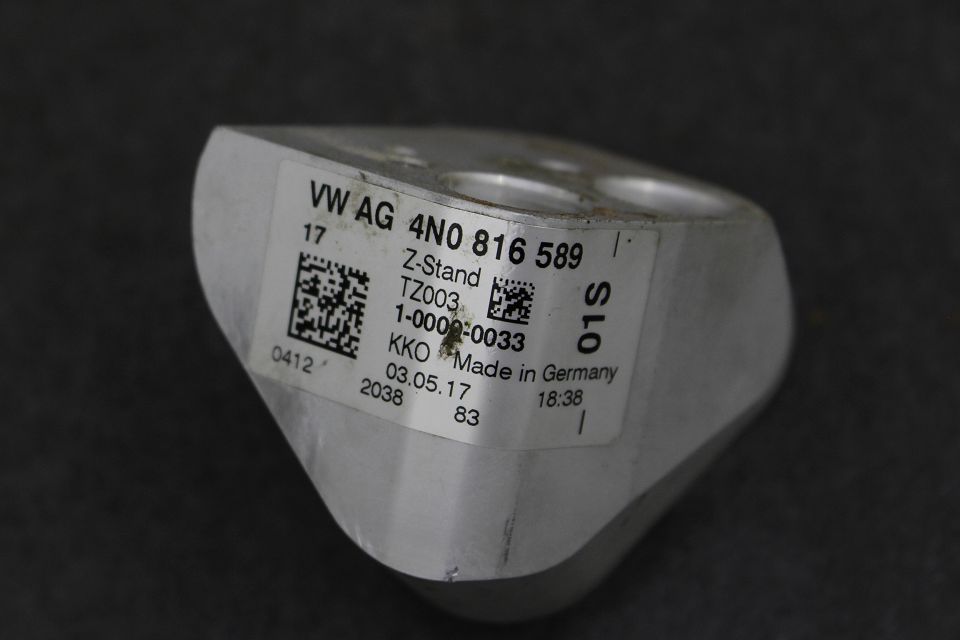 VW AG 4N0 816 589
17
Z-Stand
TZ003
01S
1-0000-0033
KKO Made in Germany
0412
03.05.17 18:38
2038 83